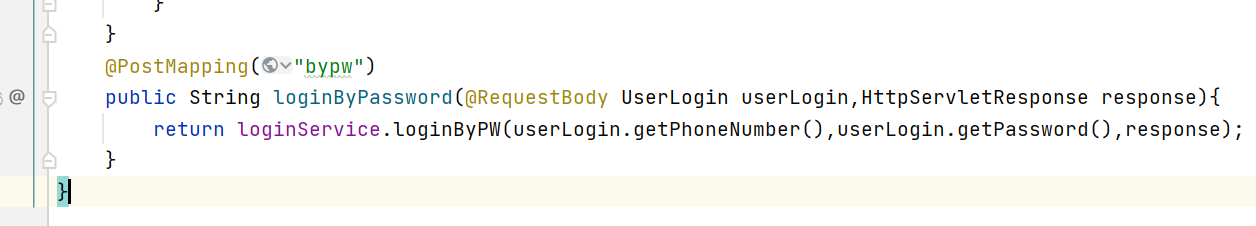 }
}
@PostMapping("bypw")
@ public String loginByPassword(@RequestBody UserLogin userLogin,HttpServletResponse response){
return loginService.loginByPW(userLogin.getPhoneNumber(),userLogin.getPassword(),response);
}
}